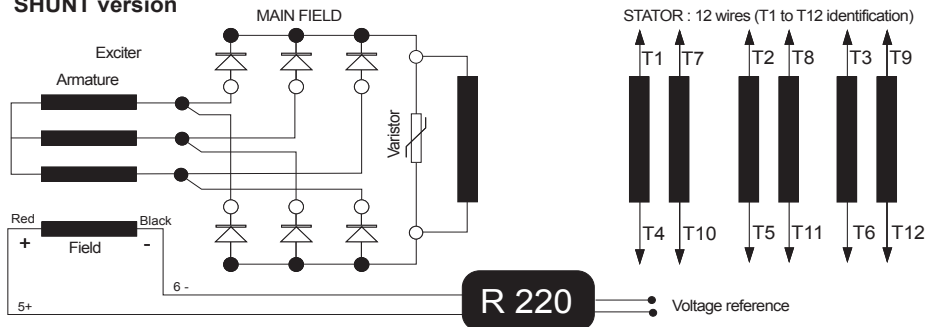 SHUNT version
MAIN FIELD
STATOR : 12 wires (T1 to T12 identification)
Exciter
Armature
T1 T7 T2 T8 T3 T9
Varistor
Red Black
+ Field -
T4 T10 T5 T11 T6 T12
6 -
5+
R 220
Voltage reference